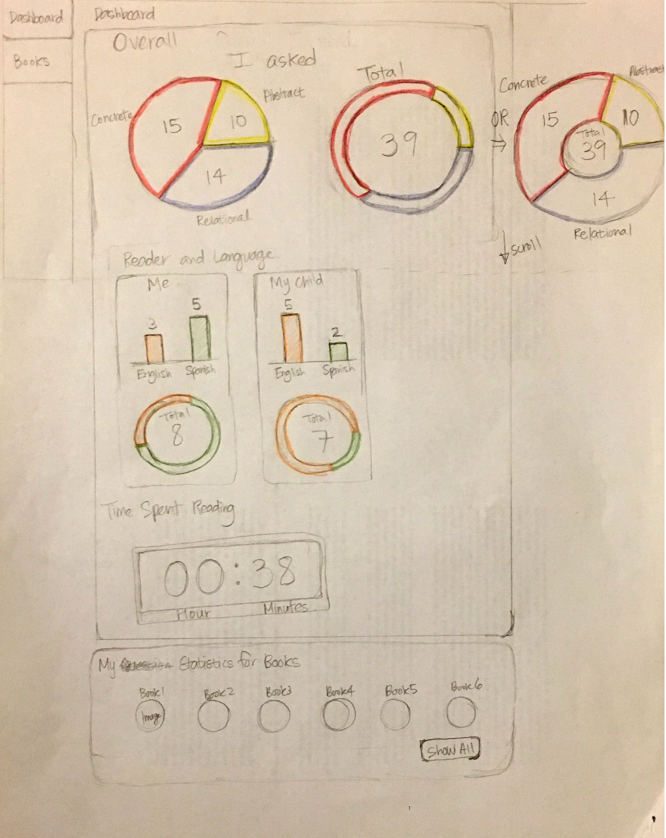 Dashboard
Dashboard
Books
Overall
I asked
Concrete
Abstract
15
10
14
Relational
Total
39
OR
Concrete
Abstract
15
10
Total
39
14
Relational
scroll
Reader and Language
Me
My Child
3
5
English
Spanish
5
2
English
Spanish
Total
8
Total
7
Time Spent Reading
00:38
Hour Minutes
My Statistics for Books
Book1 Book2 Book3 Book4 Book5 Book6
Image
Show All